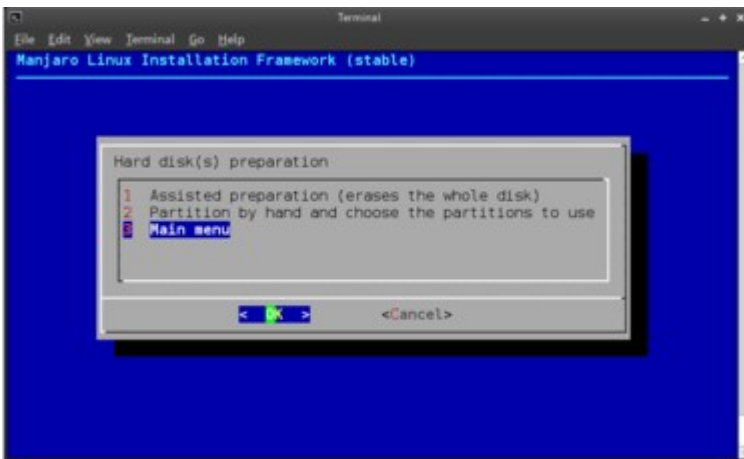 Terminal
File Edit View Terminal Go Help
Manjaro Linux Installation Framework (stable)
Hard disk(s) preparation
1 Assisted preparation (erases the whole disk)
2 Partition by hand and choose the partitions to use
3 Main menu
< OK > <Cancel>